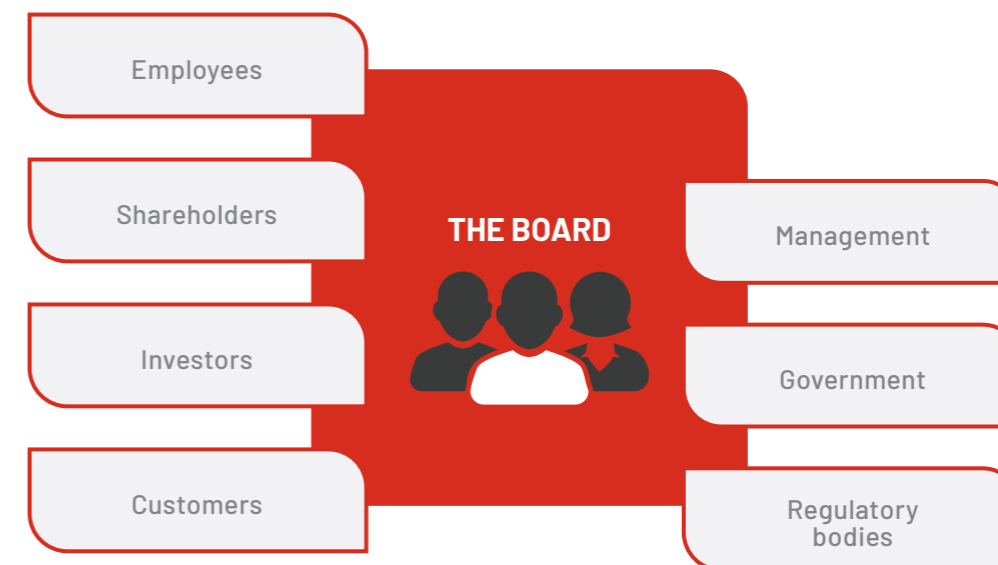 Employees
Shareholders
Investors
Customers
THE BOARD
Management
Government
Regulatory
bodies